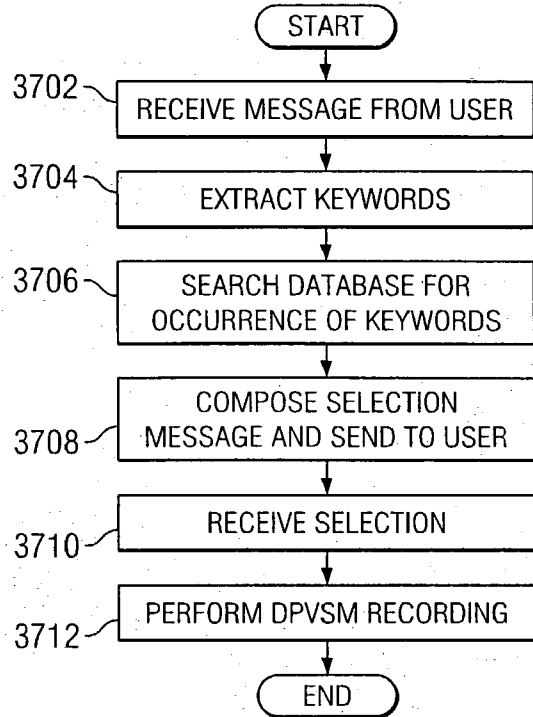 START
3702
RECEIVE MESSAGE FROM USER
3704
EXTRACT KEYWORDS
3706
SEARCH DATABASE FOR
OCCURRENCE OF KEYWORDS
3708
COMPOSE SELECTION
MESSAGE AND SEND TO USER
3710
RECEIVE SELECTION
3712
PERFORM DPVSM RECORDING
END